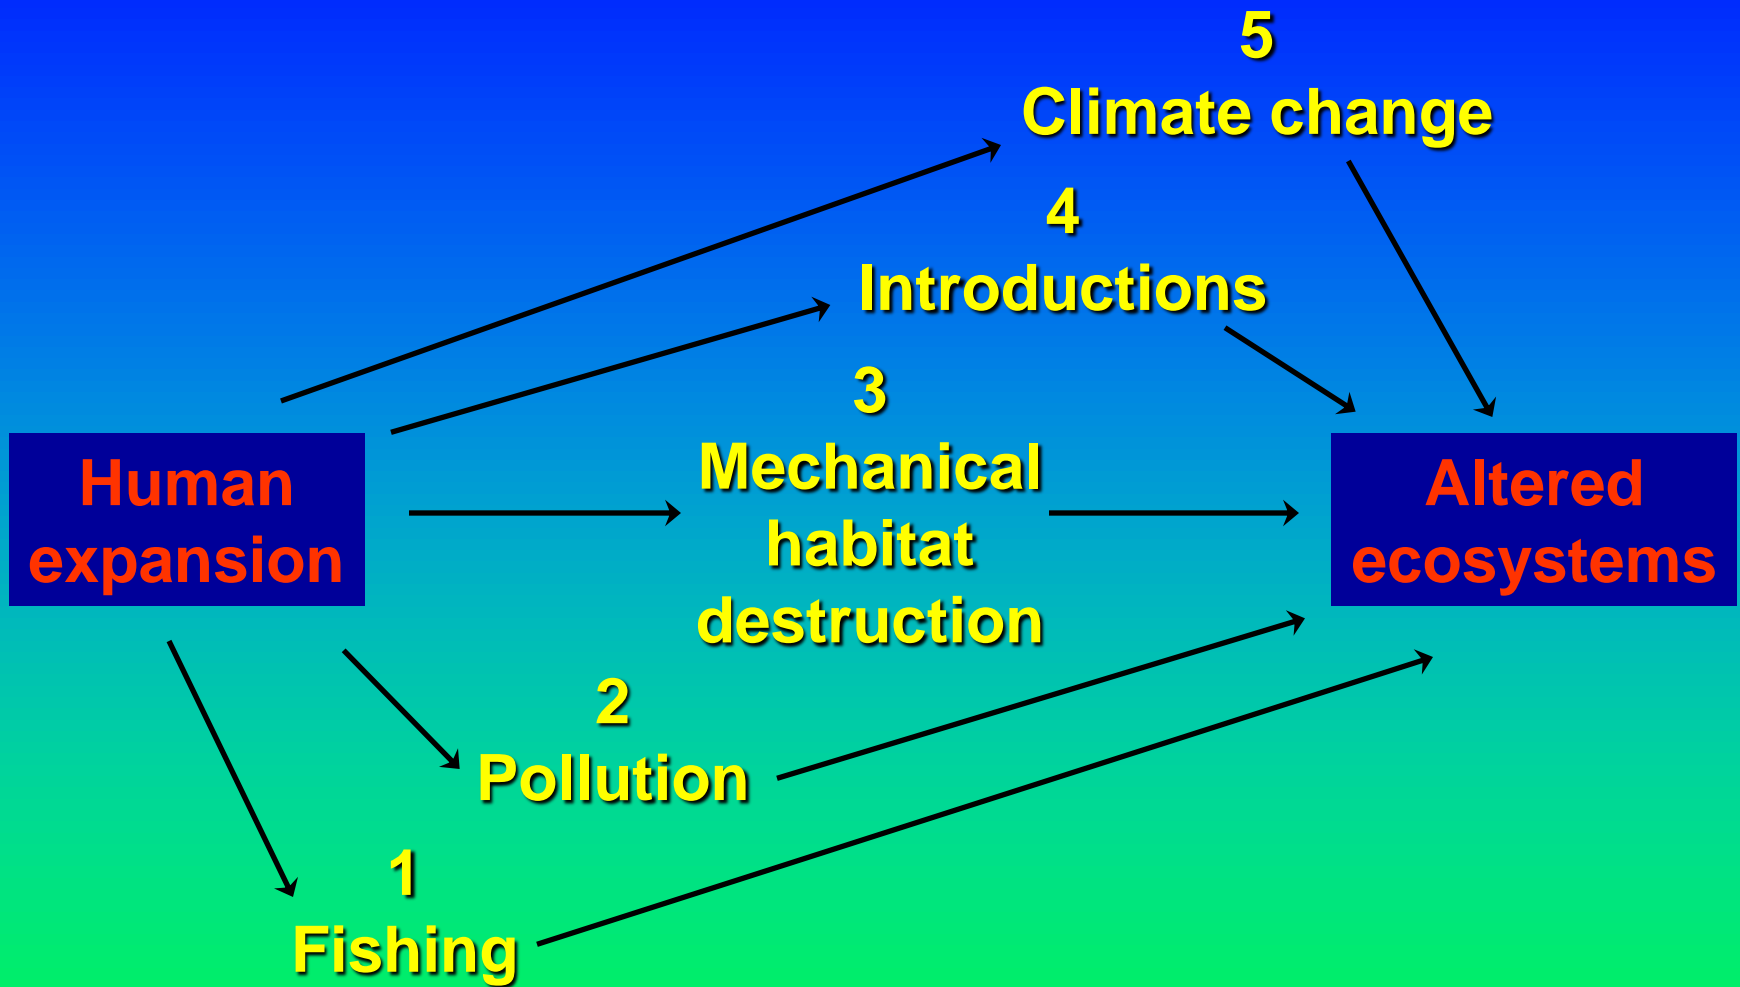 5
Climate change
4
Introductions
3
Mechanical
habitat
destruction
Human
expansion
Altered
ecosystems
2
Pollution
1
Fishing